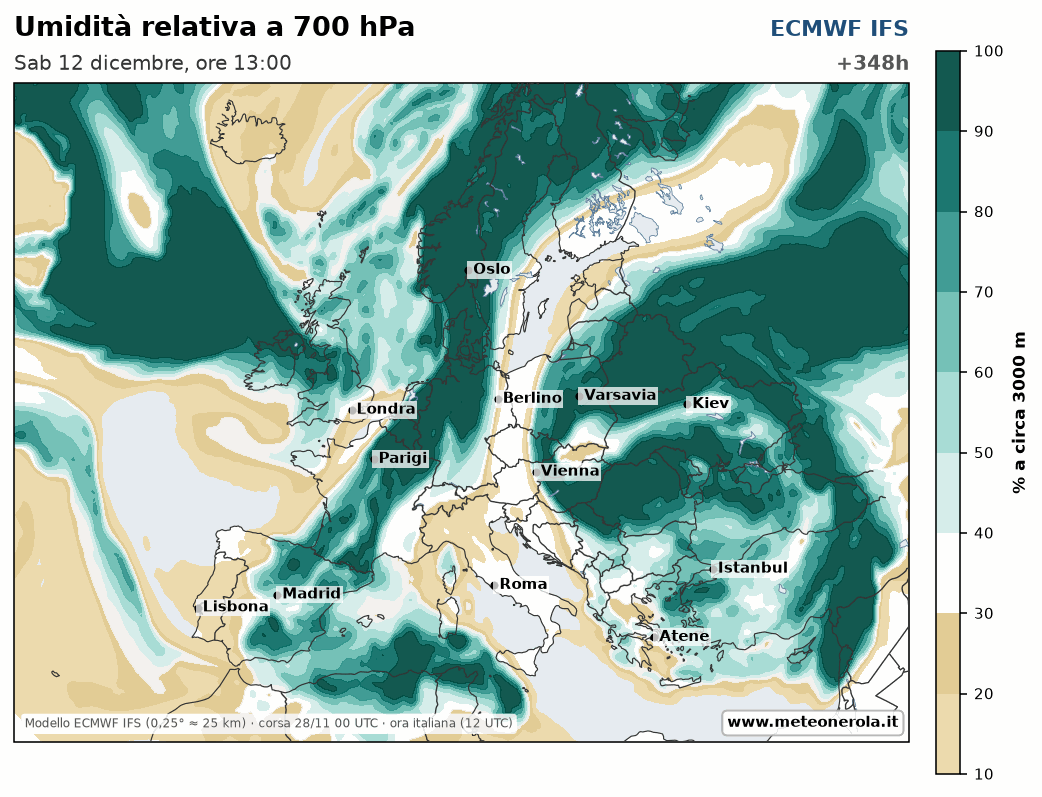 Umidità relativa a 700 hPa
ECMWF IFS
Sab 12 dicembre, ore 13:00
+348h
100
90
80
70
60
50
40
30
20
10
% a circa 3000 m
Oslo
Berlino
Varsavia
Kiev
Londra
Parigi
Vienna
Istanbul
Roma
Madrid
Lisbona
Atene
Modello ECMWF IFS (0,25° ≈ 25 km) · corsa 28/11 00 UTC · ora italiana (12 UTC)
www.meteonerola.it